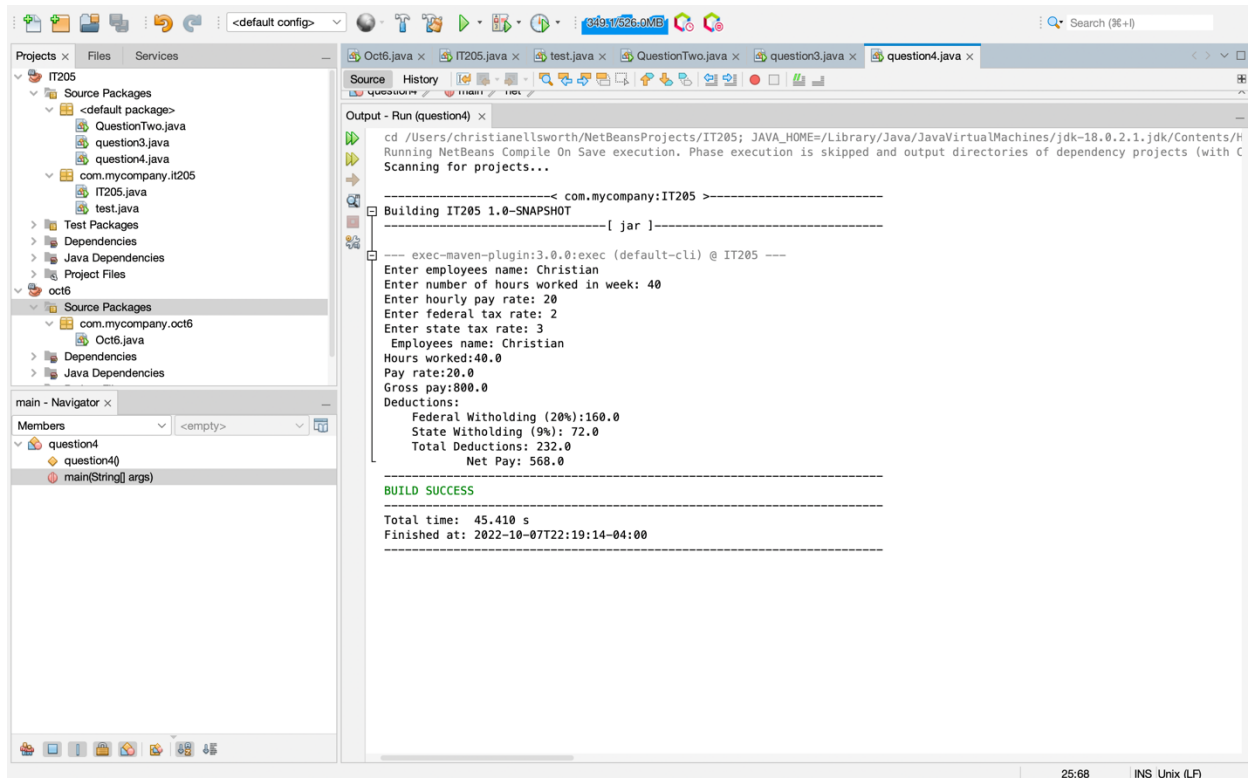 <default config>
349.1/526.0MB
Search (⌘+I)
Projects × Files Services
IT205
Source Packages
<default package>
QuestionTwo.java
question3.java
question4.java
com.mycompany.it205
IT205.java
test.java
Test Packages
Dependencies
Java Dependencies
Project Files
oct6
Source Packages
com.mycompany.oct6
Oct6.java
Dependencies
Java Dependencies
main - Navigator ×
Members <empty>
question4
question4()
main(String[] args)
Oct6.java × IT205.java × test.java × QuestionTwo.java × question3.java × question4.java ×
Source History
question4 main net
Output - Run (question4) ×
cd /Users/christianellsworth/NetBeansProjects/IT205; JAVA_HOME=/Library/Java/JavaVirtualMachines/jdk-18.0.2.1.jdk/Contents/H
Running NetBeans Compile On Save execution. Phase execution is skipped and output directories of dependency projects (with C
Scanning for projects...
------------------------< com.mycompany:IT205 >-------------------------
Building IT205 1.0-SNAPSHOT
--------------------------------[ jar ]---------------------------------
--- exec-maven-plugin:3.0.0:exec (default-cli) @ IT205 ---
Enter employees name: Christian
Enter number of hours worked in week: 40
Enter hourly pay rate: 20
Enter federal tax rate: 2
Enter state tax rate: 3
Employees name: Christian
Hours worked:40.0
Pay rate:20.0
Gross pay:800.0
Deductions:
Federal Witholding (20%):160.0
State Witholding (9%): 72.0
Total Deductions: 232.0
Net Pay: 568.0
------------------------------------------------------------------------
BUILD SUCCESS
------------------------------------------------------------------------
Total time:  45.410 s
Finished at: 2022-10-07T22:19:14-04:00
------------------------------------------------------------------------
25:68 INS Unix (LF)